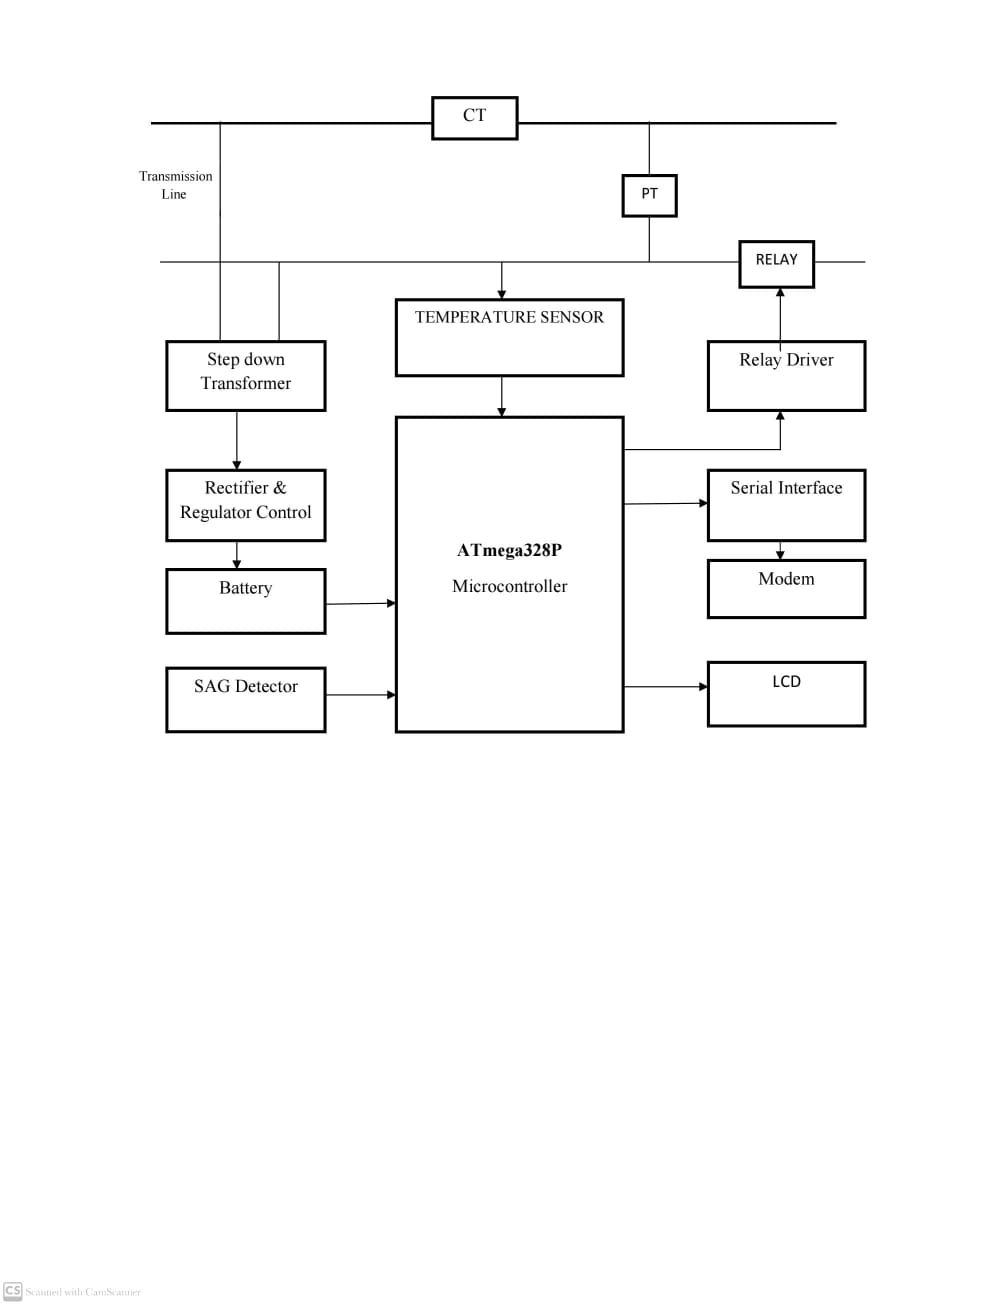 CT
Transmission
Line
PT
RELAY
TEMPERATURE SENSOR
Step down
Transformer
Relay Driver
Rectifier &
Regulator Control
Serial Interface
ATmega328P
Microcontroller
Battery
Modem
SAG Detector
LCD
CS Scanned with CamScanner